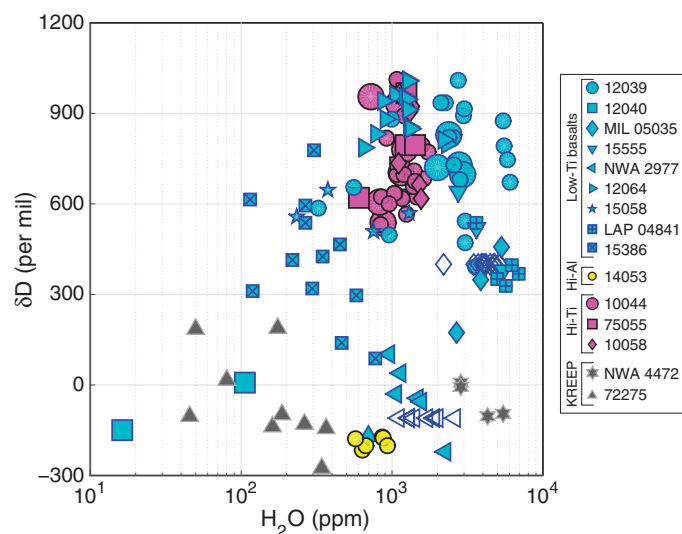 1200
900
600
300
0
−300
δD (per mil)
10¹
10²
10³
10⁴
H₂O (ppm)
Low-Ti basalts
12039
12040
MIL 05035
15555
NWA 2977
12064
15058
LAP 04841
15386
Hi-Al
14053
Hi-Ti
10044
75055
10058
KREEP
NWA 4472
72275